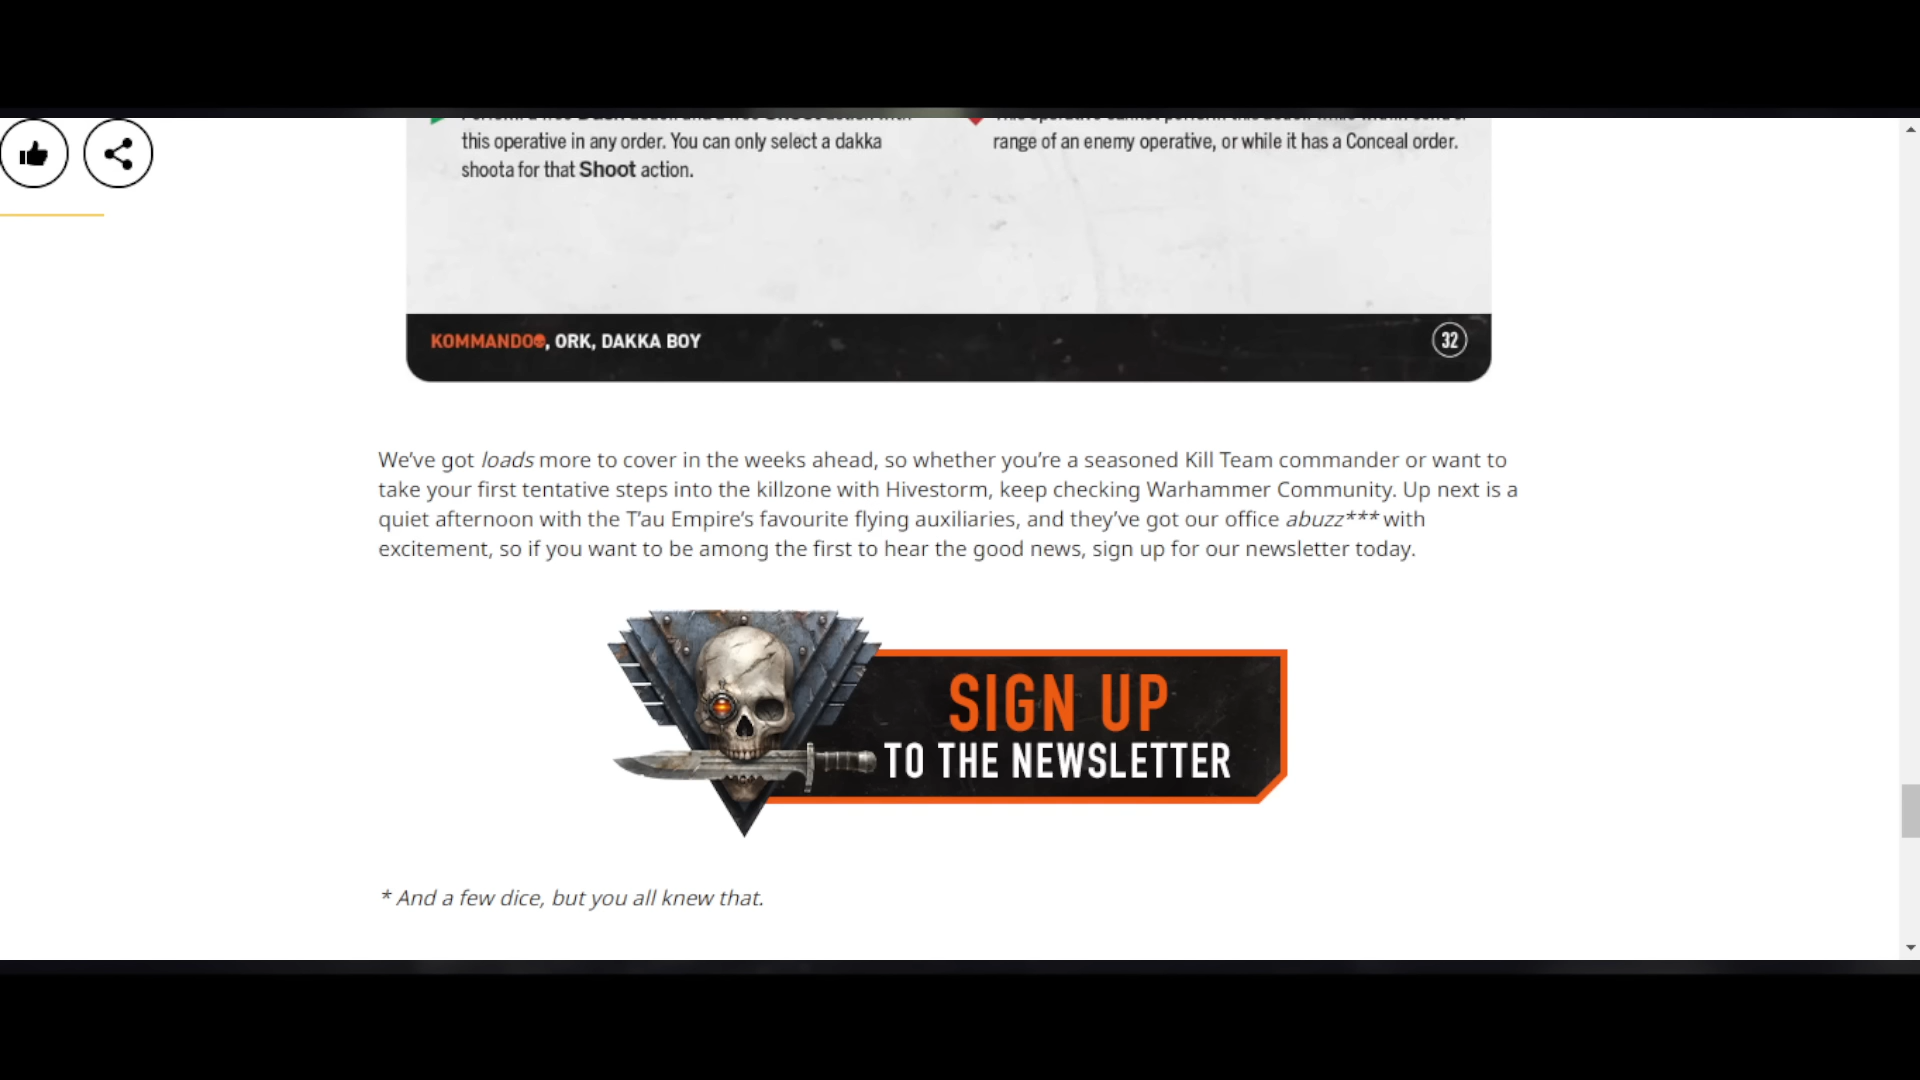 this operative in any order. You can only select a dakka
shoota for that Shoot action.
range of an enemy operative, or while it has a Conceal order.
KOMMANDO, ORK, DAKKA BOY
32
We've got loads more to cover in the weeks ahead, so whether you're a seasoned Kill Team commander or want to
take your first tentative steps into the killzone with Hivestorm, keep checking Warhammer Community. Up next is a
quiet afternoon with the T'au Empire's favourite flying auxiliaries, and they've got our office abuzz*** with
excitement, so if you want to be among the first to hear the good news, sign up for our newsletter today.
SIGN UP
TO THE NEWSLETTER
* And a few dice, but you all knew that.